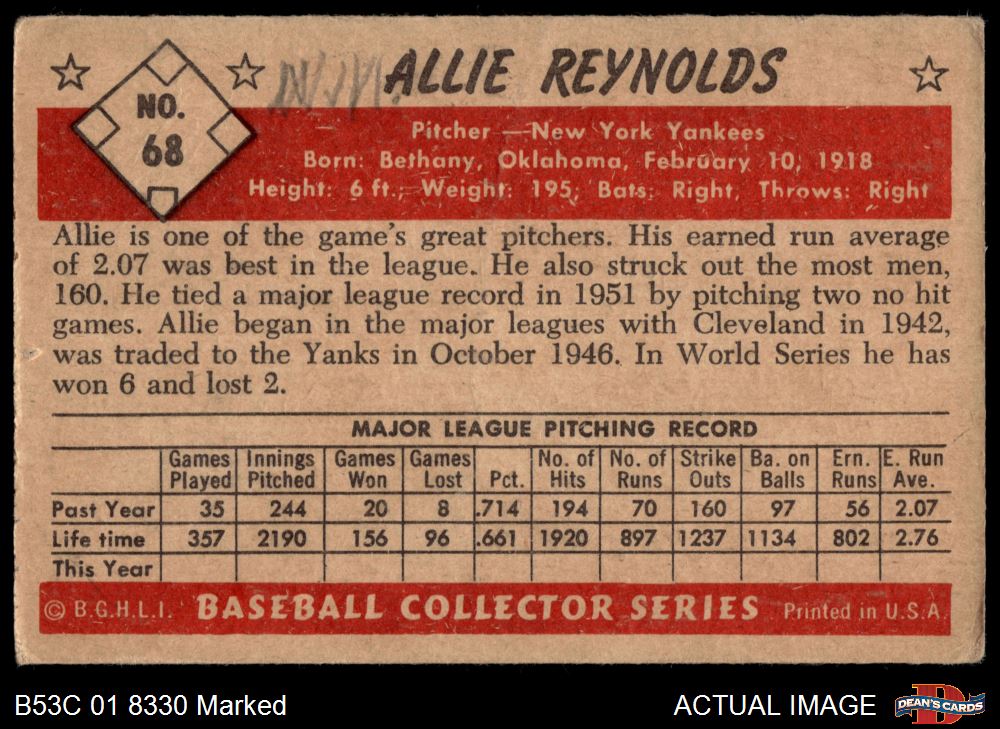 NO.
68
ALLIE REYNOLDS
Pitcher — New York Yankees
Born: Bethany, Oklahoma, February 10, 1918
Height: 6 ft.; Weight: 195; Bats: Right, Throws: Right
Allie is one of the game's great pitchers. His earned run average
of 2.07 was best in the league. He also struck out the most men,
160. He tied a major league record in 1951 by pitching two no hit
games. Allie began in the major leagues with Cleveland in 1942,
was traded to the Yanks in October 1946. In World Series he has
won 6 and lost 2.
MAJOR LEAGUE PITCHING RECORD
Games Innings Games Games No. of No. of Strike Ba. on Ern. E. Run
Played Pitched Won Lost Pct. Hits Runs Outs Balls Runs Ave.
Past Year 35 244 20 8 .714 194 70 160 97 56 2.07
Life time 357 2190 156 96 .661 1920 897 1237 1134 802 2.76
This Year
© B.G.H.L.I. BASEBALL COLLECTOR SERIES Printed in U.S.A.
B53C 01 8330 Marked ACTUAL IMAGE DEAN'S CARDS